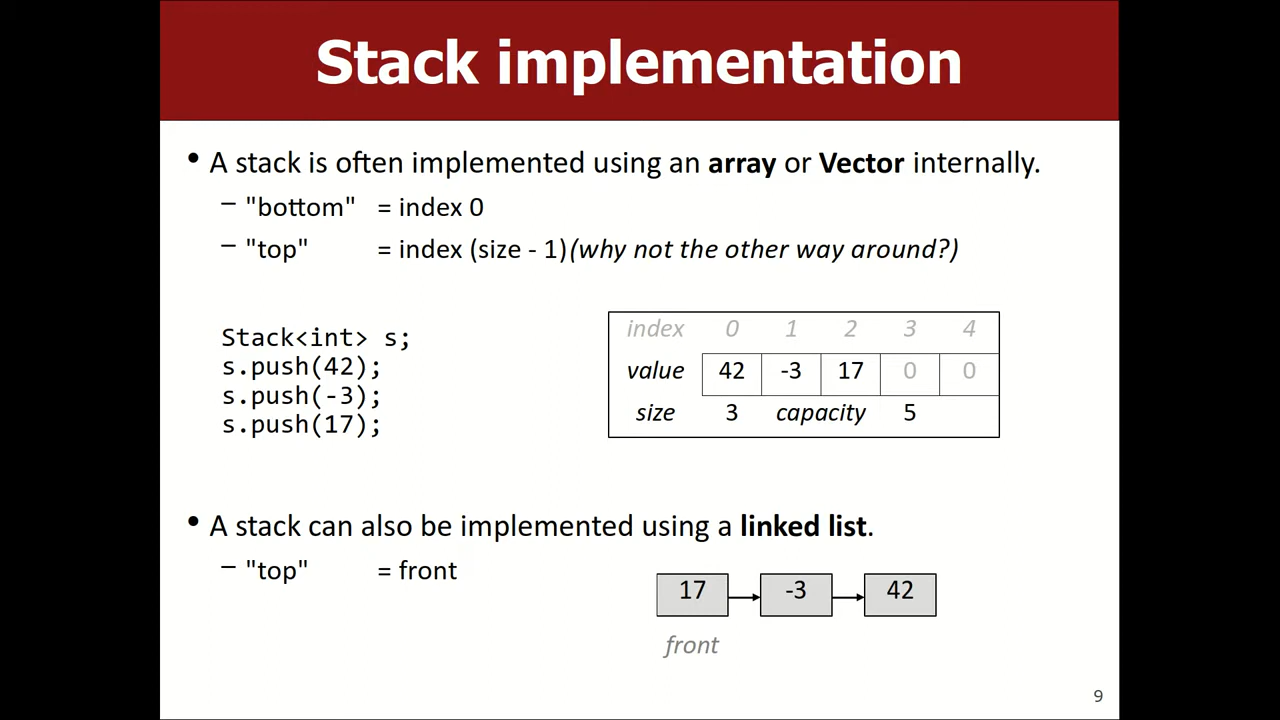 Stack implementation
• A stack is often implemented using an array or Vector internally.
– "bottom" = index 0
– "top" = index (size - 1)(why not the other way around?)
Stack<int> s;
s.push(42);
s.push(-3);
s.push(17);
index 0 1 2 3 4
value 42 -3 17 0 0
size 3 capacity 5
• A stack can also be implemented using a linked list.
– "top" = front
17 -3 42
front
9